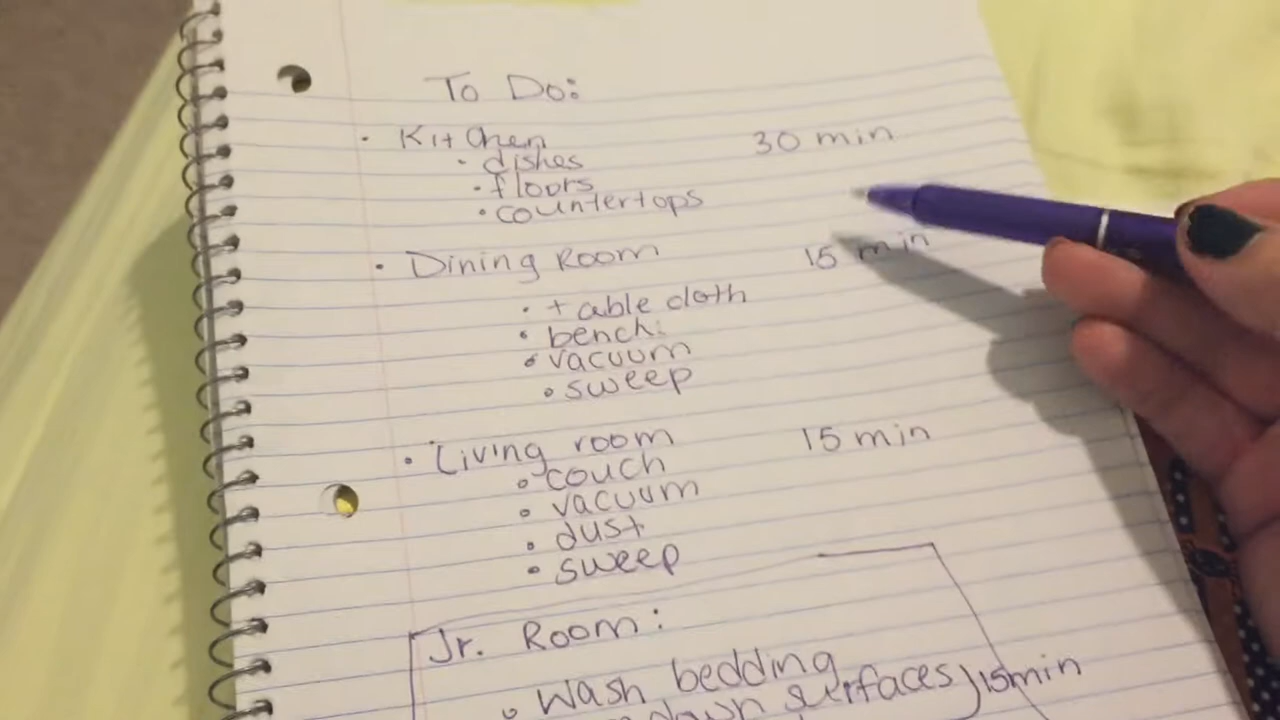 To Do:
• Kitchen 30 min
• dishes
• floors
• countertops
• Dining Room 15 min
• table cloth
• bench
• vacuum
• sweep
• Living room 15 min
• couch
• vacuum
• dust
• sweep
Jr. Room:
• Wash bedding
down surfaces) 15min